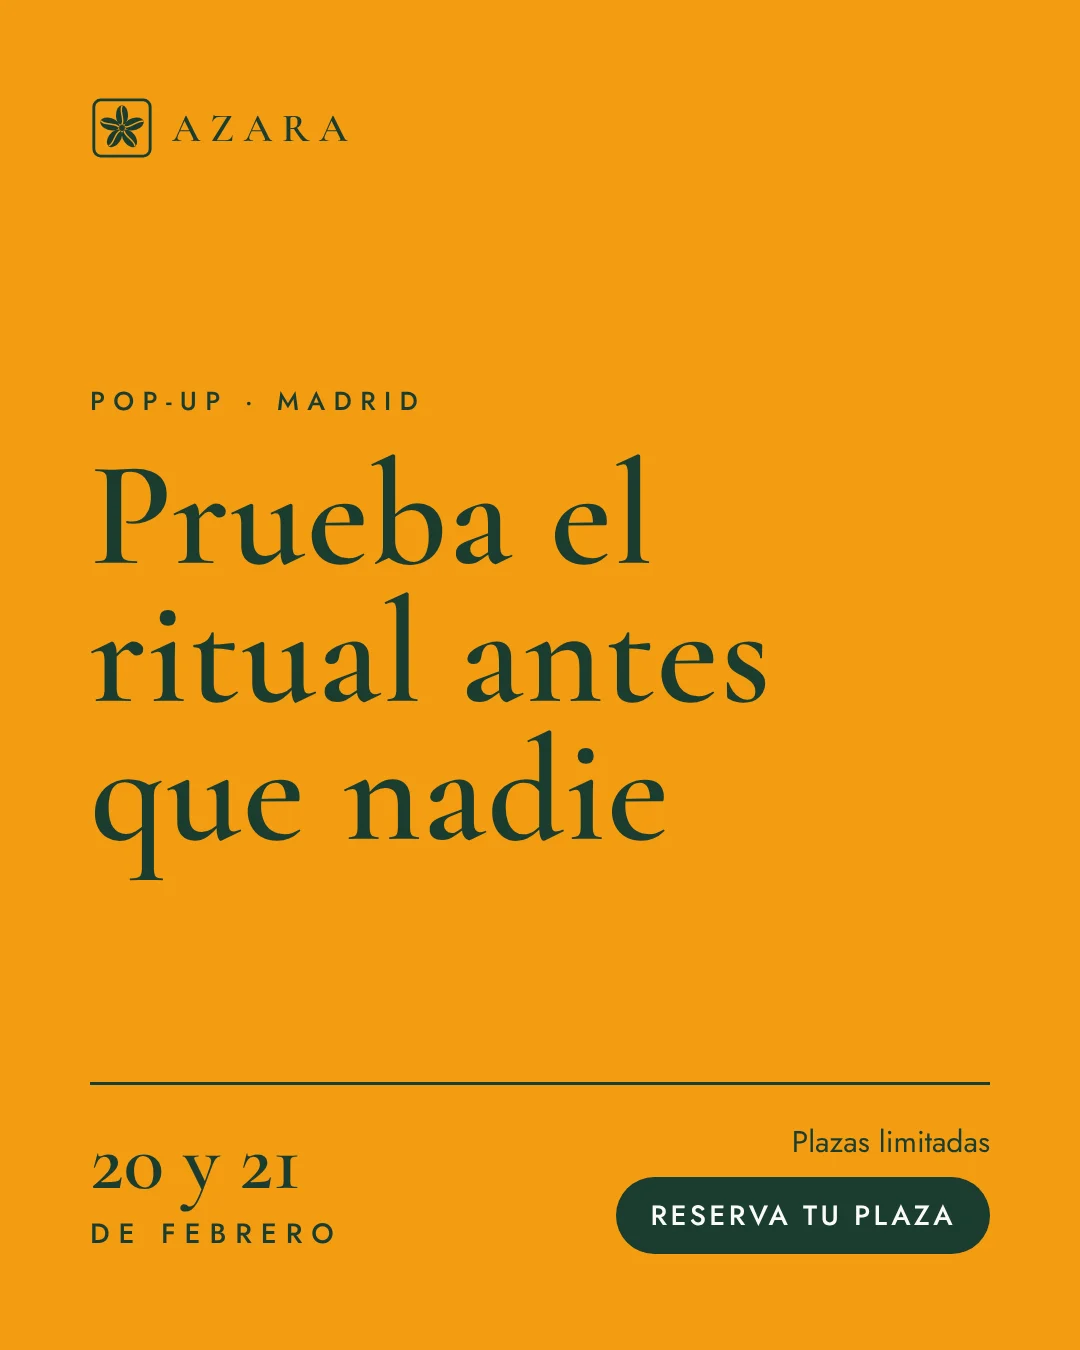 AZARA
POP-UP · MADRID
Prueba el
ritual antes
que nadie
20 y 21
DE FEBRERO
Plazas limitadas
RESERVA TU PLAZA